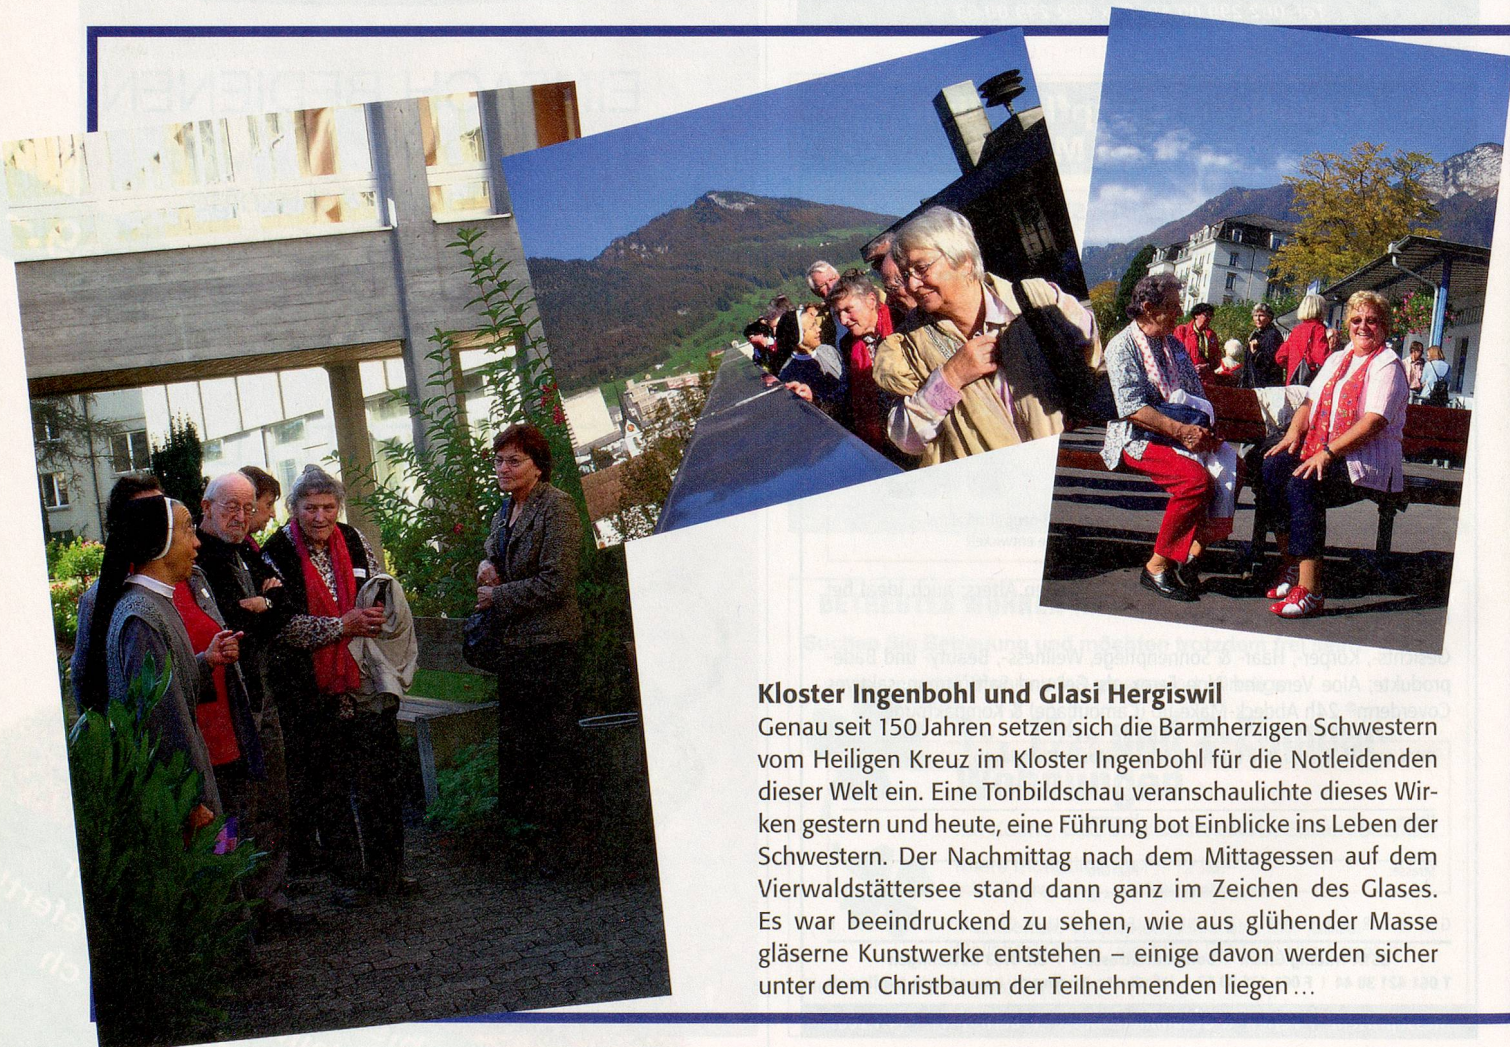 Kloster Ingenbohl und Glasi Hergiswil
Genau seit 150 Jahren setzen sich die Barmherzigen Schwestern
vom Heiligen Kreuz im Kloster Ingenbohl für die Notleidenden
dieser Welt ein. Eine Tonbildschau veranschaulichte dieses Wir-
ken gestern und heute, eine Führung bot Einblicke ins Leben der
Schwestern. Der Nachmittag nach dem Mittagessen auf dem
Vierwaldstättersee stand dann ganz im Zeichen des Glases.
Es war beeindruckend zu sehen, wie aus glühender Masse
gläserne Kunstwerke entstehen – einige davon werden sicher
unter dem Christbaum der Teilnehmenden liegen ...